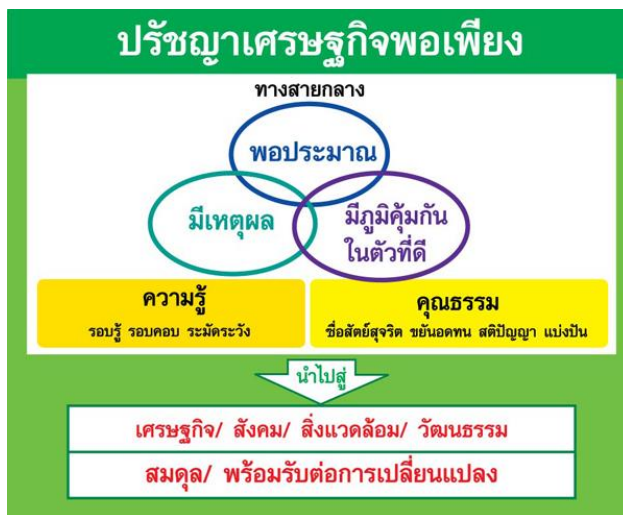 ปรัชญาเศรษฐกิจพอเพียง
ทางสายกลาง
พอประมาณ
มีเหตุผล
มีภูมิคุ้มกัน
ในตัวที่ดี
ความรู้
รอบรู้ รอบคอบ ระมัดระวัง
คุณธรรม
ซื่อสัตย์สุจริต ขยันอดทน สติปัญญา แบ่งปัน
นำไปสู่
เศรษฐกิจ/ สังคม/ สิ่งแวดล้อม/ วัฒนธรรม
สมดุล/ พร้อมรับต่อการเปลี่ยนแปลง